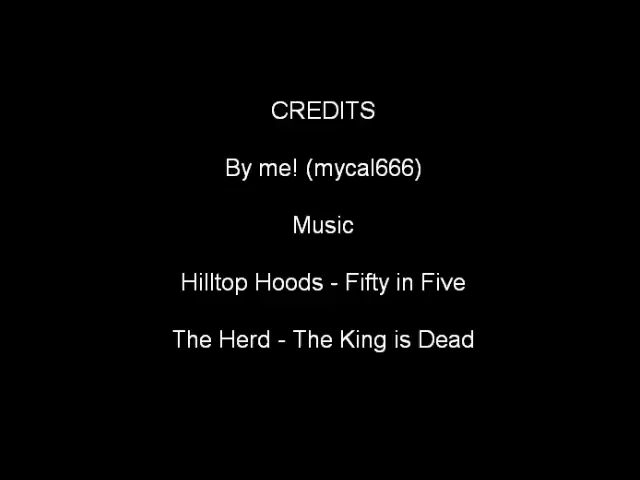 CREDITS
By me! (mycal666)
Music
Hilltop Hoods - Fifty in Five
The Herd - The King is Dead